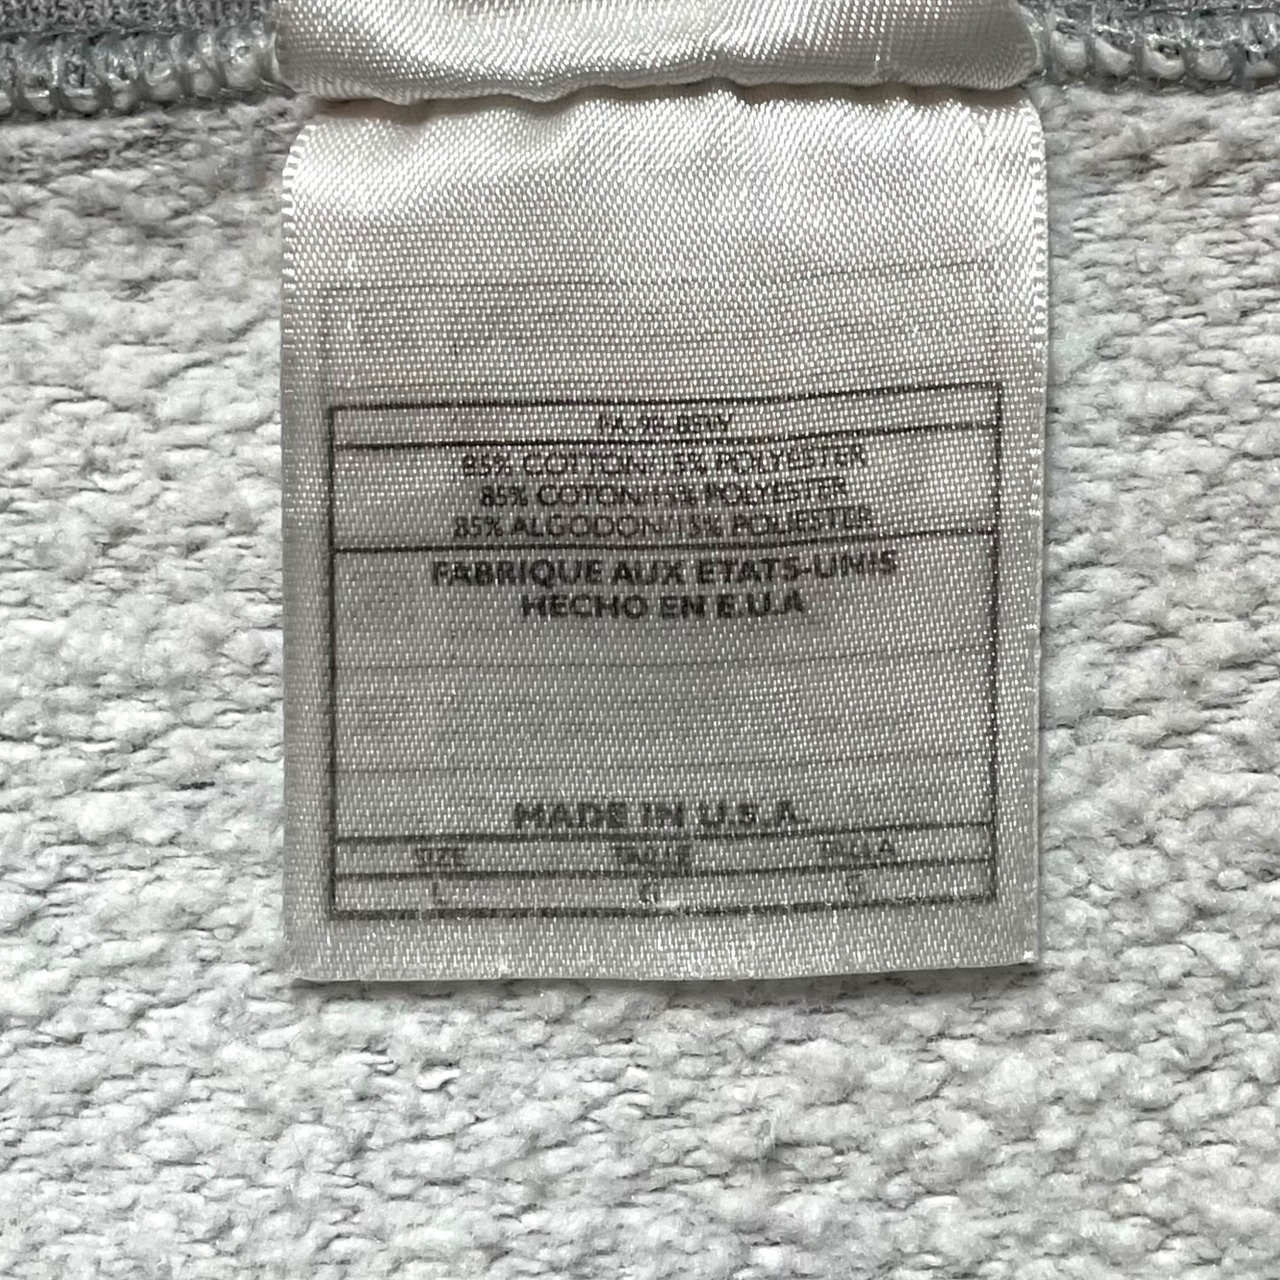 85% COTTON/15% POLYESTER
85% COTON/15% POLYESTER
85% ALGODON/15% POLIESTER
FABRIQUE AUX ETATS-UNIS
HECHO EN E.U.A
MADE IN U.S.A.
SIZE TAILLE TALLA
L G G